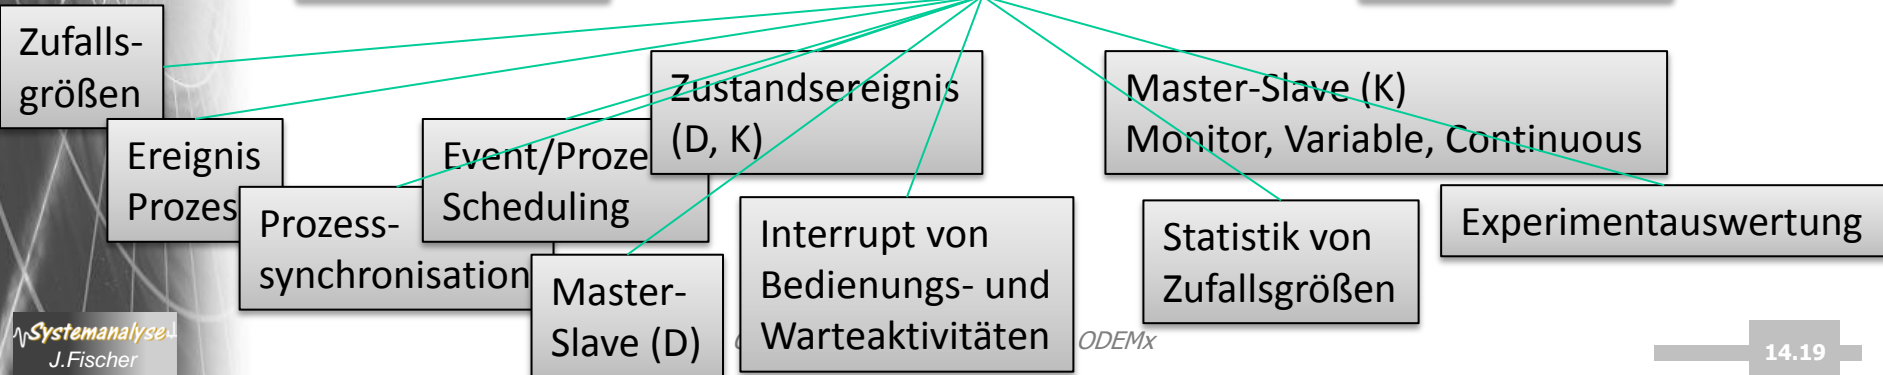 Zufalls-
größen
Ereignis
Prozes
Prozess-
synchronisation
Event/Proze
Scheduling
Master-
Slave (D)
Zustandsereignis
(D, K)
Interrupt von
Bedienungs- und
Warteaktivitäten
Master-Slave (K)
Monitor, Variable, Continuous
Statistik von
Zufallsgrößen
Experimentauswertung
Systemanalyse
J.Fischer
ODEMx
14.19